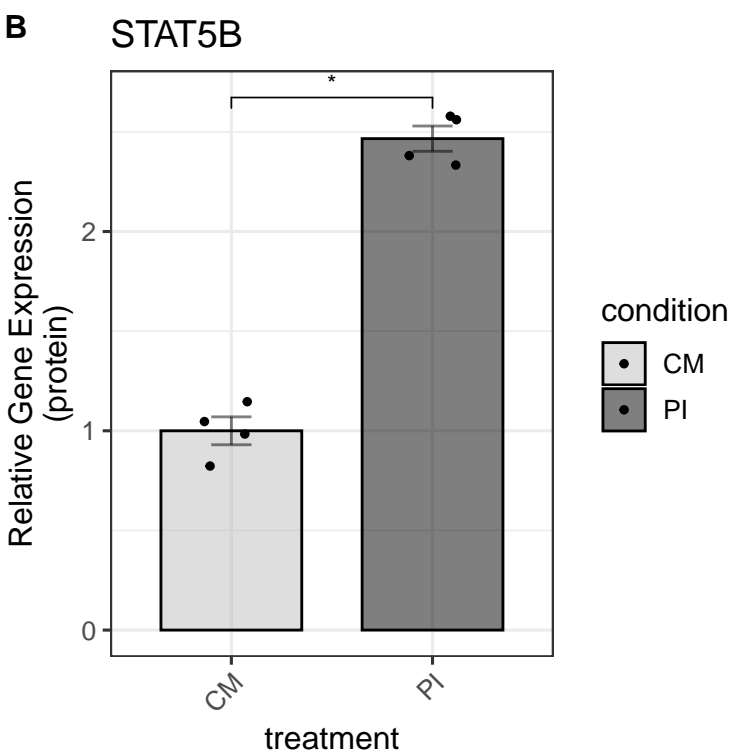 B
STAT5B
*
Relative Gene Expression
(protein)
2
1
0
CM
PI
treatment
condition
CM
PI